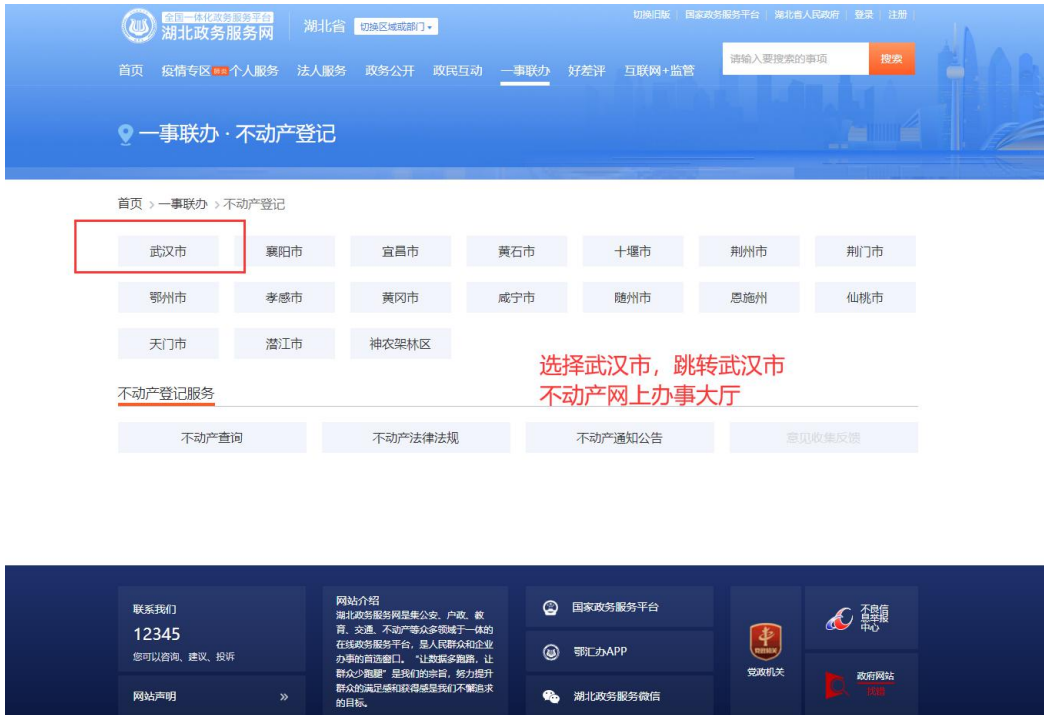 全国一体化政务服务平台
湖北政务服务网
湖北省
切换区域或部门
切换旧版 | 国家政务服务平台 | 湖北省人民政府 | 登录 | 注册
首页 疫情专区 个人服务 法人服务 政务公开 政民互动 一事联办 好差评 互联网+监管
请输入要搜索的事项
搜索
一事联办 · 不动产登记
首页 > 一事联办 > 不动产登记
武汉市 襄阳市 宜昌市 黄石市 十堰市 荆州市 荆门市
鄂州市 孝感市 黄冈市 咸宁市 随州市 恩施州 仙桃市
天门市 潜江市 神农架林区
选择武汉市，跳转武汉市
不动产网上办事大厅
不动产登记服务
不动产查询 不动产法律法规 不动产通知公告 意见收集反馈
联系我们
12345
您可以咨询、建议、投诉
网站声明 »
网站介绍
湖北政务服务网是集公安、户政、教
育、交通、不动产等众多领域于一体的
在线政务服务平台，是人民群众和企业
办事的首选窗口。“让数据多跑路，让
群众少跑腿”是我们的宗旨，努力提升
群众的满足感和获得感是我们不懈追求
的目标。
国家政务服务平台
鄂汇办APP
湖北政务服务微信
党政机关
党政机关
不良信
息举报
中心
政府网站
找错